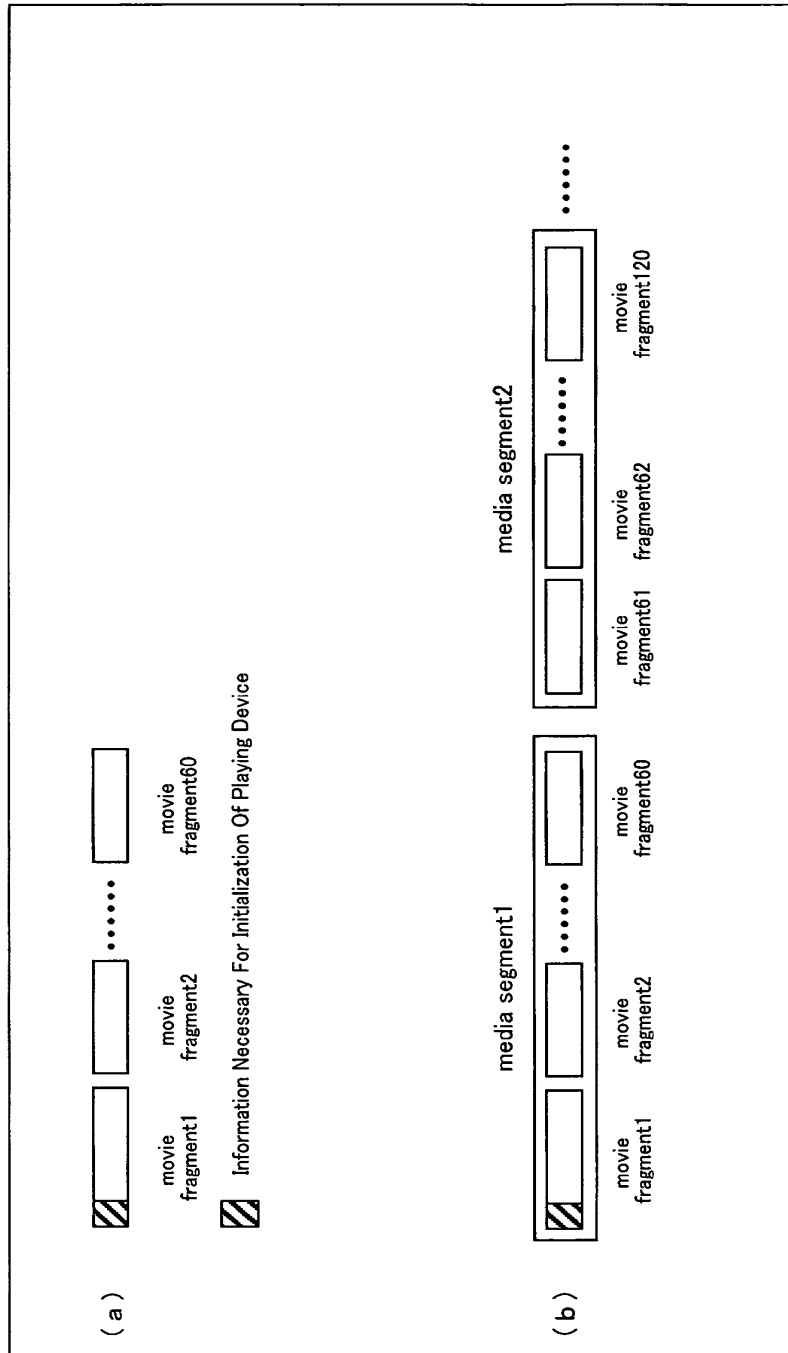 (a)
movie
fragment1
movie
fragment2
••••••
movie
fragment60
Information Necessary For Initialization Of Playing Device
(b)
media segment1
movie
fragment1
movie
fragment2
••••••
movie
fragment60
media segment2
movie
fragment61
movie
fragment62
••••••
movie
fragment120
••••••